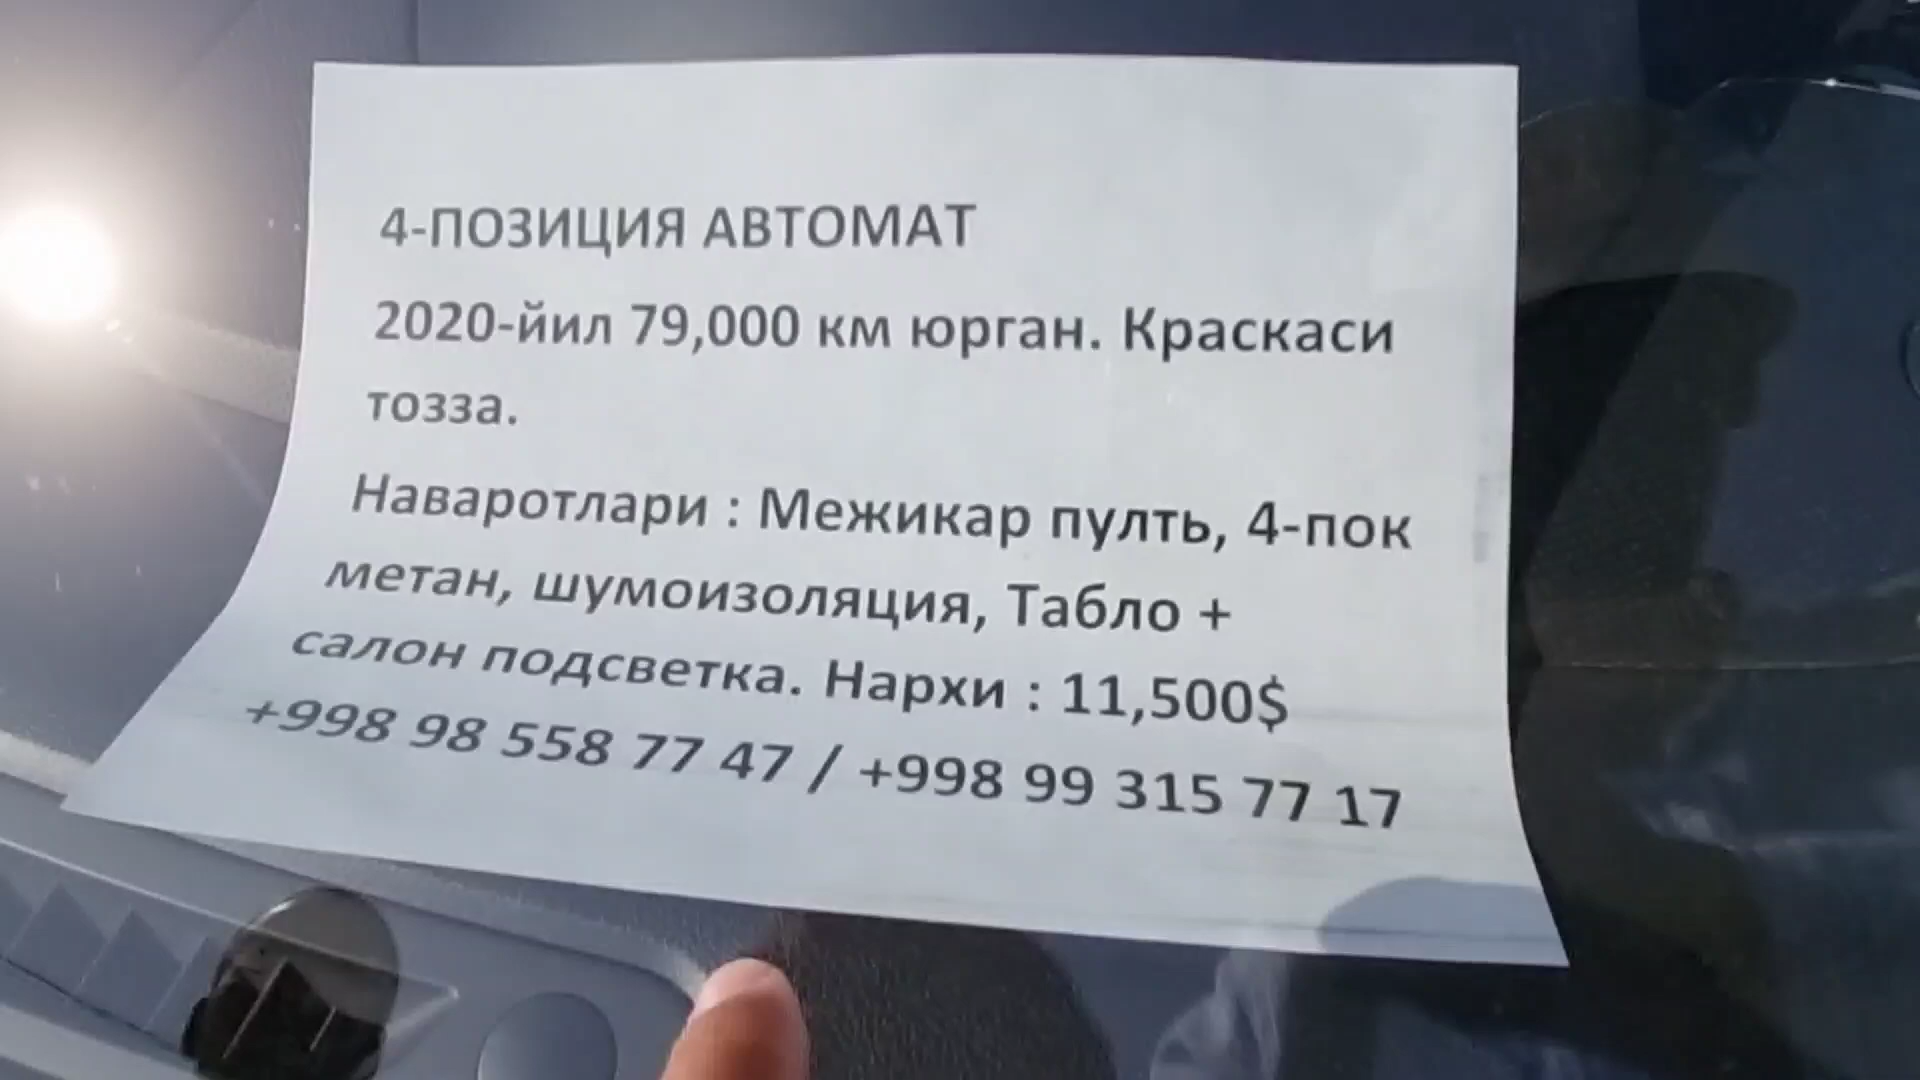 4-ПОЗИЦИЯ АВТОМАТ
2020-йил 79,000 км юрган. Краскаси
тозза.
Наваротлари : Межикар пулть, 4-пок
метан, шумоизоляция, Табло +
салон подсветка. Нархи : 11,500$
+998 98 558 77 47 / +998 99 315 77 17